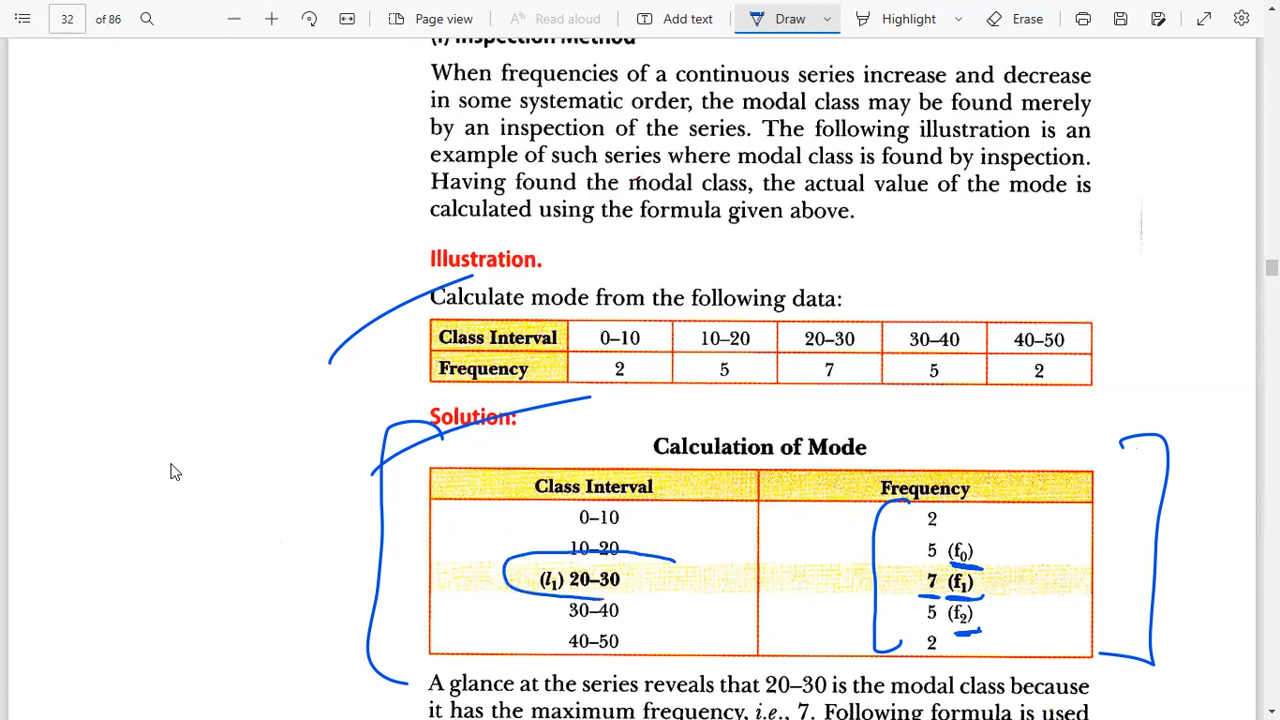 32 of 86 Page view Read aloud Add text Draw Highlight Erase
(i) Inspection Method
When frequencies of a continuous series increase and decrease
in some systematic order, the modal class may be found merely
by an inspection of the series. The following illustration is an
example of such series where modal class is found by inspection.
Having found the modal class, the actual value of the mode is
calculated using the formula given above.
Illustration.
Calculate mode from the following data:
Class Interval 0–10 10–20 20–30 30–40 40–50
Frequency 2 5 7 5 2
Solution:
Calculation of Mode
Class Interval Frequency
0–10 2
10–20 5 (f₀)
(l₁) 20–30 7 (f₁)
30–40 5 (f₂)
40–50 2
A glance at the series reveals that 20–30 is the modal class because
it has the maximum frequency, i.e., 7. Following formula is used